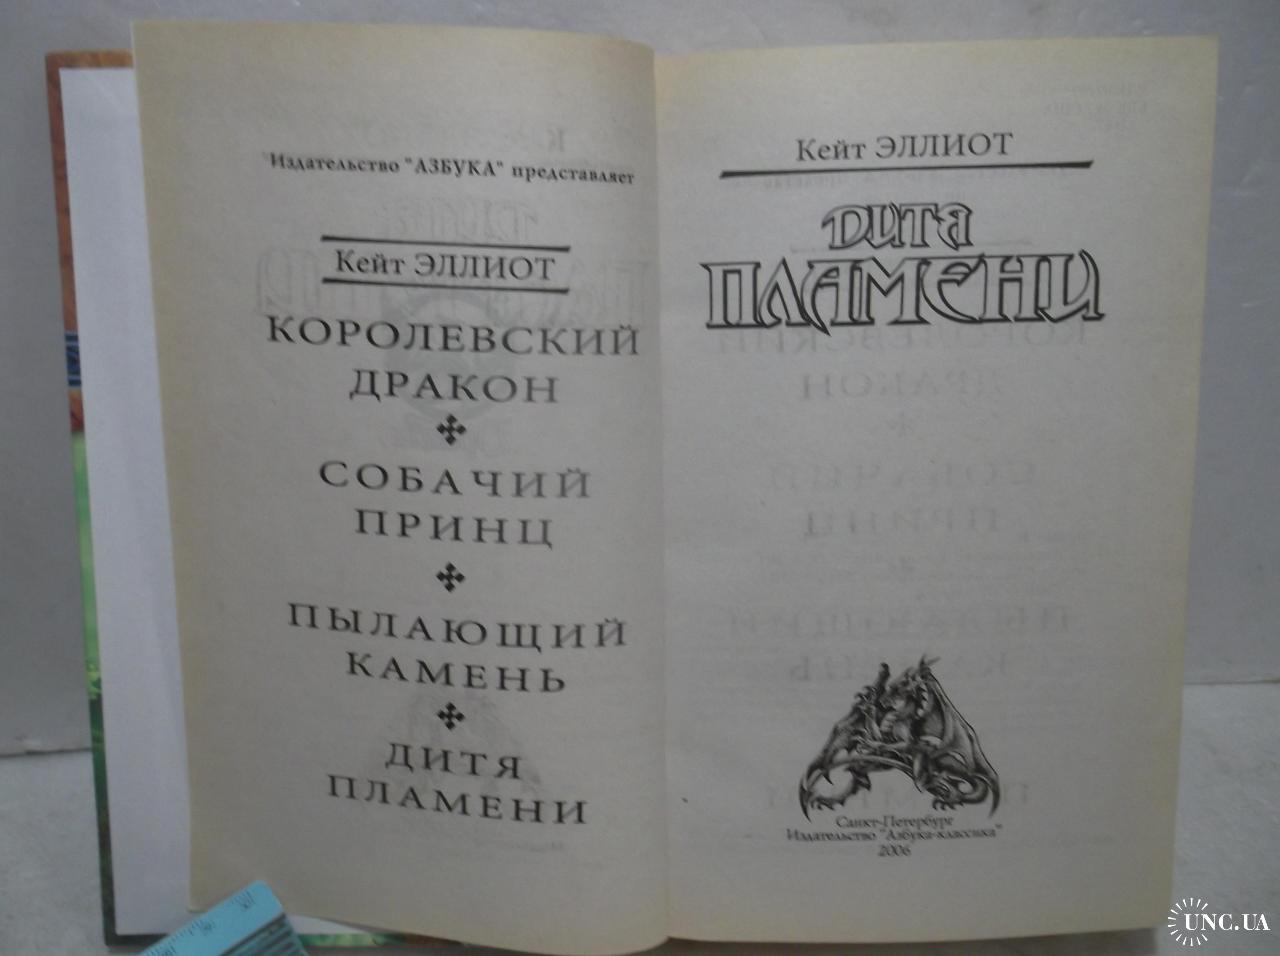 Издательство "АЗБУКА" представляет
Кейт ЭЛЛИОТ
КОРОЛЕВСКИЙ
ДРАКОН
СОБАЧИЙ
ПРИНЦ
ПЫЛАЮЩИЙ
КАМЕНЬ
ДИТЯ
ПЛАМЕНИ
Кейт ЭЛЛИОТ
ДИТЯ
ПЛАМЕНИ
Санкт-Петербург
Издательство "Азбука-классика"
2006
UNC.UA